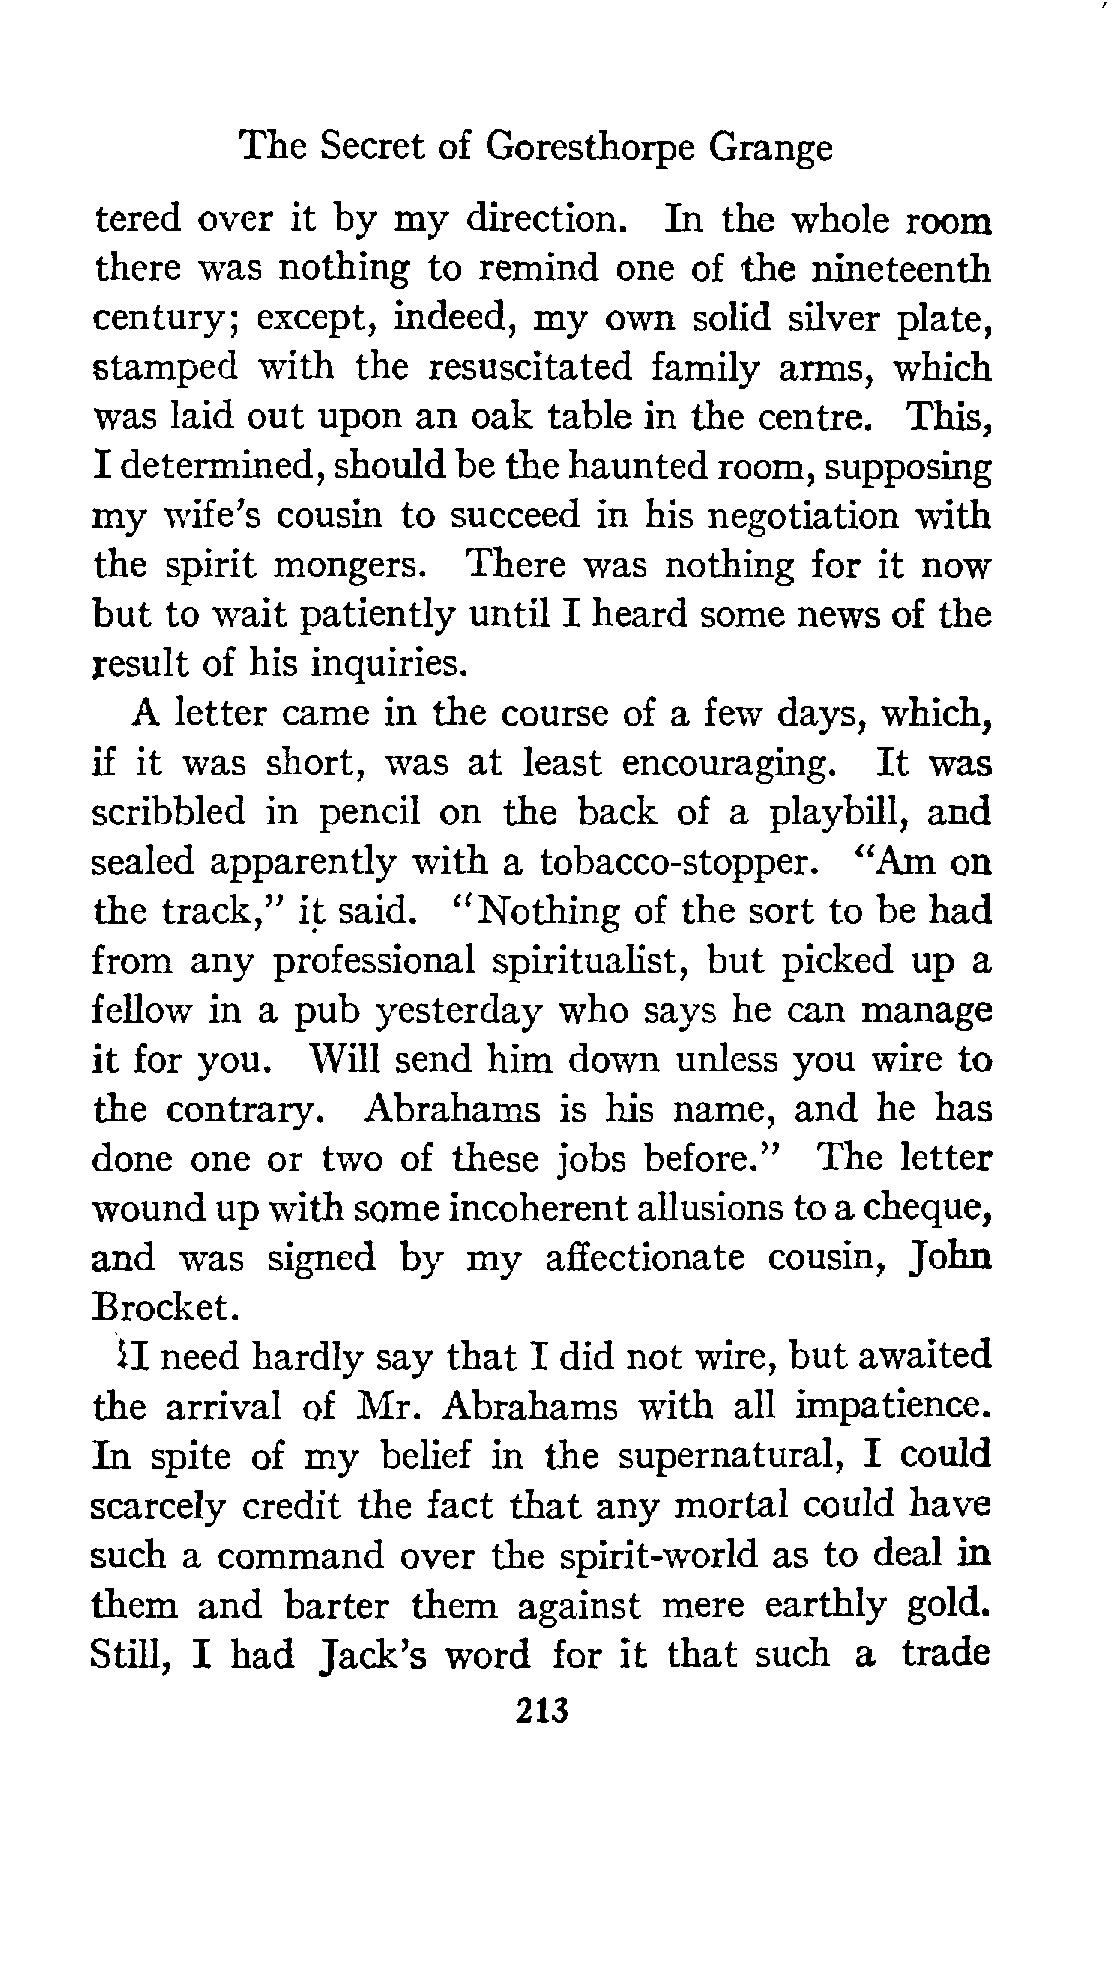 The Secret of Goresthorpe Grange
tered over it by my direction. In the whole room
there was nothing to remind one of the nineteenth
century; except, indeed, my own solid silver plate,
stamped with the resuscitated family arms, which
was laid out upon an oak table in the centre. This,
I determined, should be the haunted room, supposing
my wife's cousin to succeed in his negotiation with
the spirit mongers. There was nothing for it now
but to wait patiently until I heard some news of the
result of his inquiries.
A letter came in the course of a few days, which,
if it was short, was at least encouraging. It was
scribbled in pencil on the back of a playbill, and
sealed apparently with a tobacco-stopper. “Am on
the track,” it said. “Nothing of the sort to be had
from any professional spiritualist, but picked up a
fellow in a pub yesterday who says he can manage
it for you. Will send him down unless you wire to
the contrary. Abrahams is his name, and he has
done one or two of these jobs before.” The letter
wound up with some incoherent allusions to a cheque,
and was signed by my affectionate cousin, John
Brocket.
I need hardly say that I did not wire, but awaited
the arrival of Mr. Abrahams with all impatience.
In spite of my belief in the supernatural, I could
scarcely credit the fact that any mortal could have
such a command over the spirit-world as to deal in
them and barter them against mere earthly gold.
Still, I had Jack's word for it that such a trade
213